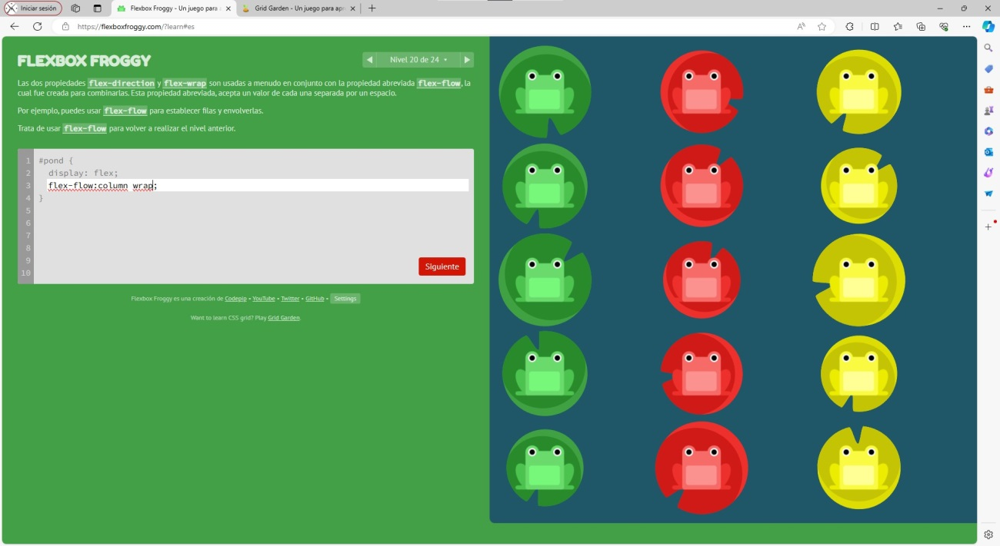 Iniciar sesión
Flexbox Froggy - Un juego para a
Grid Garden - Un juego para apr
https://flexboxfroggy.com/?learn#es
FLEXBOX FROGGY
Nivel 20 de 24
Las dos propiedades flex-direction y flex-wrap son usadas a menudo en conjunto con la propiedad abreviada flex-flow, la
cual fue creada para combinarlas. Esta propiedad abreviada, acepta un valor de cada una separada por un espacio.
Por ejemplo, puedes usar flex-flow para establecer filas y envolverlas.
Trata de usar flex-flow para volver a realizar el nivel anterior.
1 #pond {
2 display: flex;
3 flex-flow:column wrap;
4 }
5
6
7
8
9
10
Siguiente
Flexbox Froggy es una creación de Codepip • YouTube • Twitter • GitHub • Settings
Want to learn CSS grid? Play Grid Garden.